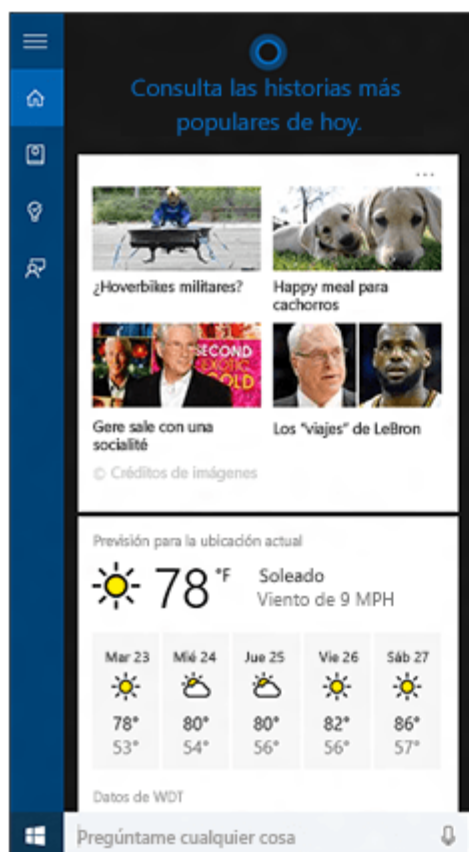 Consulta las historias más
populares de hoy.
...
¿Hoverbikes militares?
Happy meal para
cachorros
SECOND
EXOTIC
GOLD
Gere sale con una
socialité
Los "viajes" de LeBron
© Créditos de imágenes
Previsión para la ubicación actual
78 °F
Soleado
Viento de 9 MPH
Mar 23 Mié 24 Jue 25 Vie 26 Sáb 27
78° 80° 80° 82° 86°
53° 54° 56° 56° 57°
Datos de WDT
Pregúntame cualquier cosa